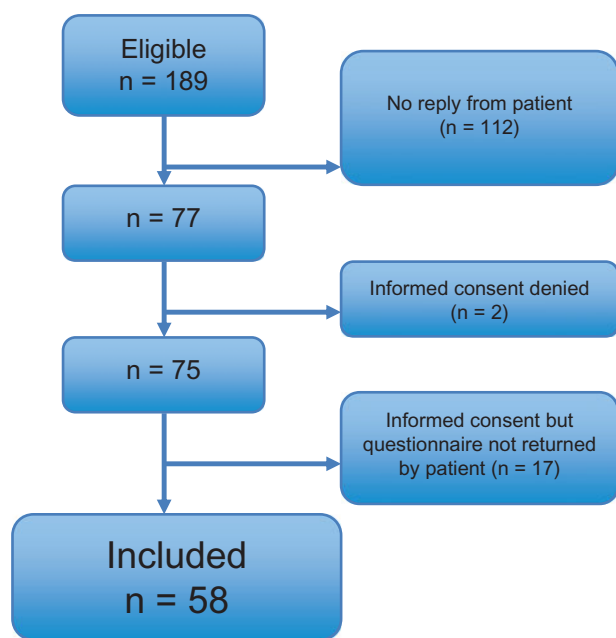 Eligible
n = 189
No reply from patient
(n = 112)
n = 77
Informed consent denied
(n = 2)
n = 75
Informed consent but
questionnaire not returned
by patient (n = 17)
Included
n = 58